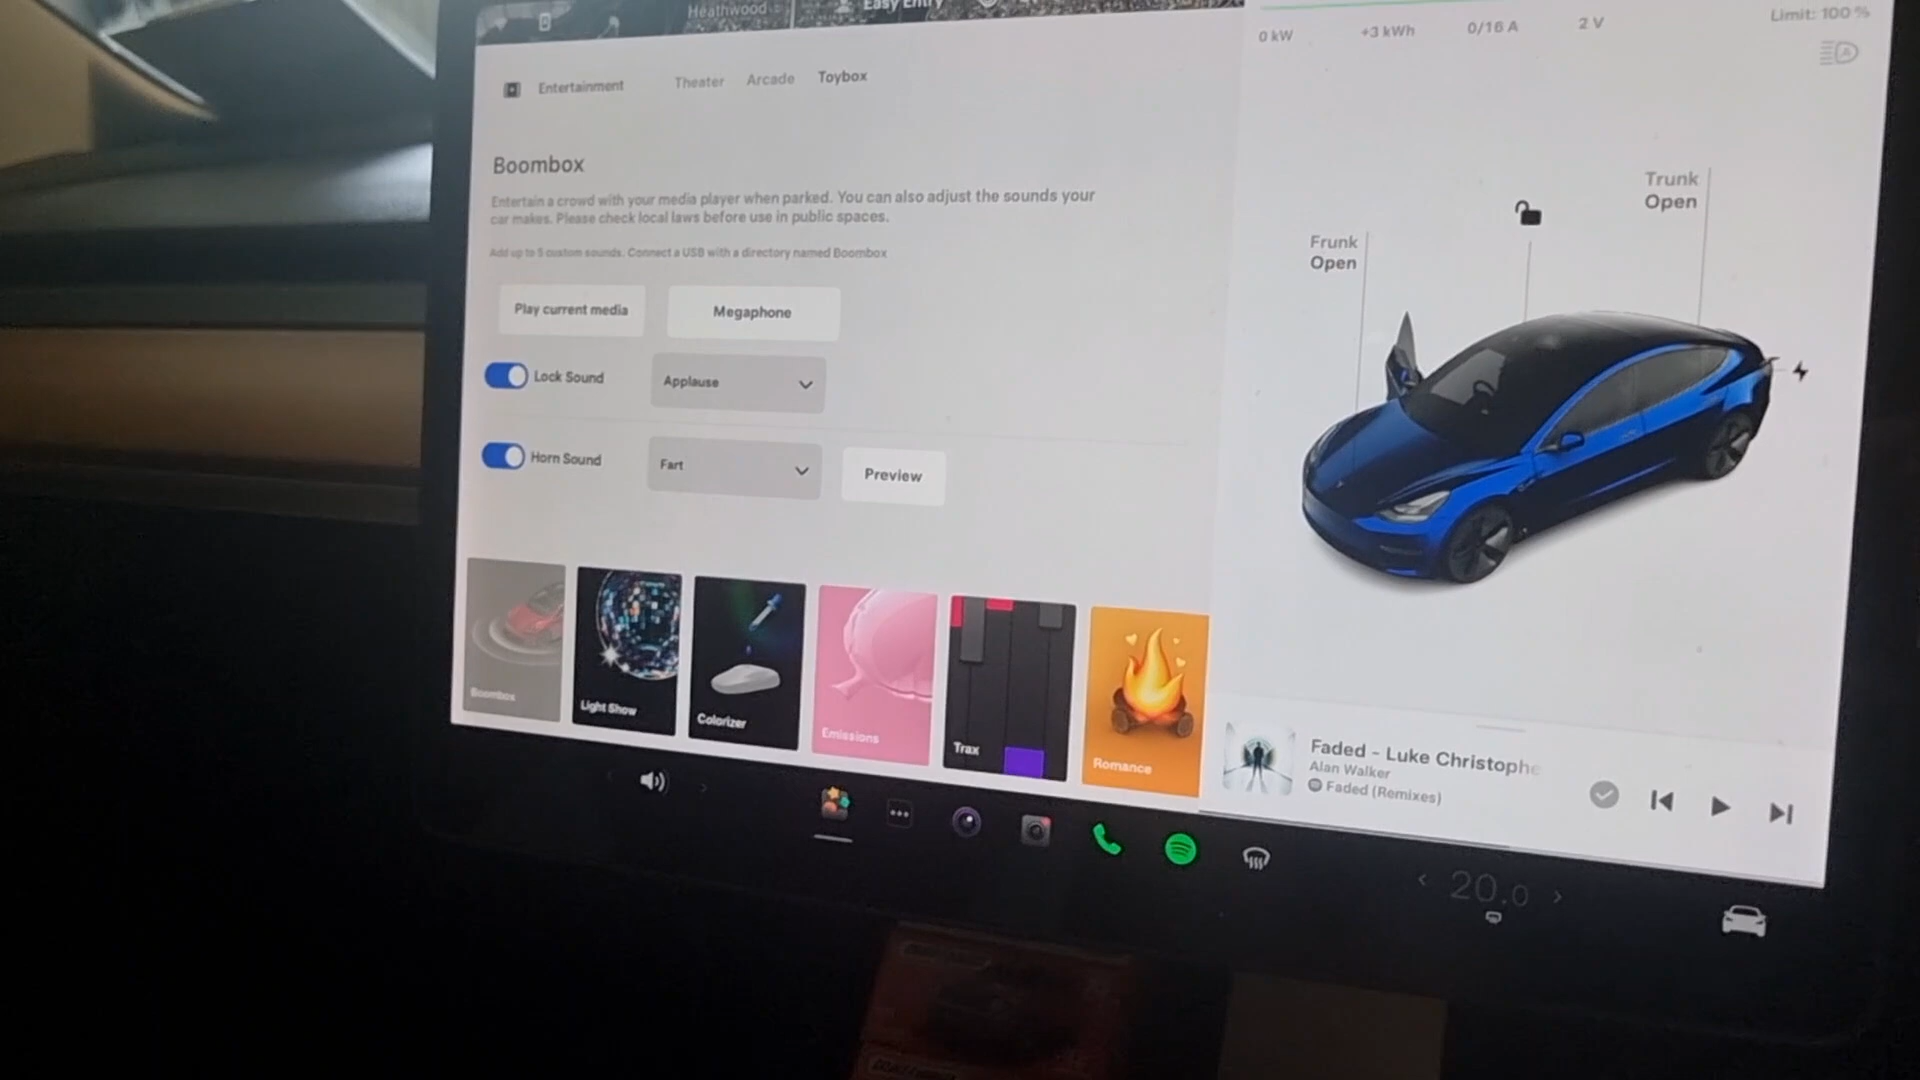 Heathwood
Easy Entry
0 kW
+3 kWh
0/16 A
2 V
Limit: 100 %
Entertainment
Theater
Arcade
Toybox
Boombox
Entertain a crowd with your media player when parked. You can also adjust the sounds your
car makes. Please check local laws before use in public spaces.
Add up to 5 custom sounds. Connect a USB with a directory named Boombox
Play current media
Megaphone
Lock Sound
Applause
Horn Sound
Fart
Preview
Frunk
Open
Trunk
Open
Boombox
Light Show
Colorizer
Emissions
Trax
Romance
Faded - Luke Christophe
Alan Walker
Faded (Remixes)
20.0